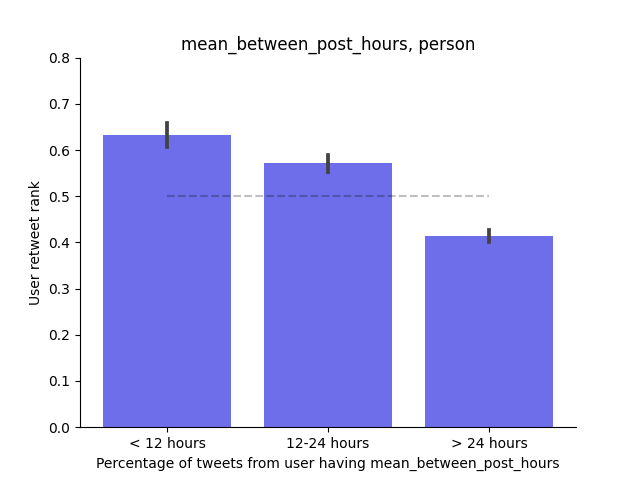 mean_between_post_hours, person
User retweet rank
0.8
0.7
0.6
0.5
0.4
0.3
0.2
0.1
0.0
< 12 hours
12-24 hours
> 24 hours
Percentage of tweets from user having mean_between_post_hours